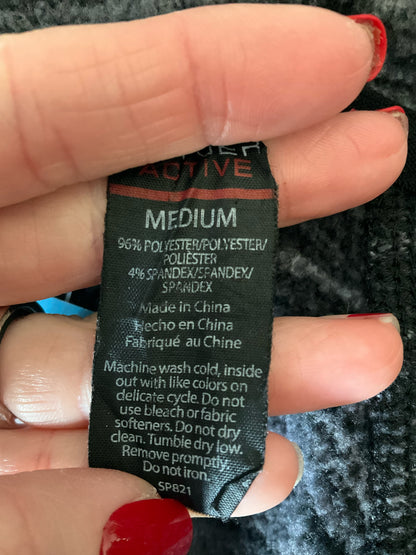 ACTIVE
MEDIUM
96% POLYESTER/POLYESTER/
POLIÈSTER
4% SPANDEX/SPANDEX/
SPANDEX
Made in China
Hecho en China
Fabriqué au Chine
Machine wash cold, inside
out with like colors on
delicate cycle. Do not
use bleach or fabric
softeners. Do not dry
clean. Tumble dry low.
Remove promptly.
Do not iron.
SP821